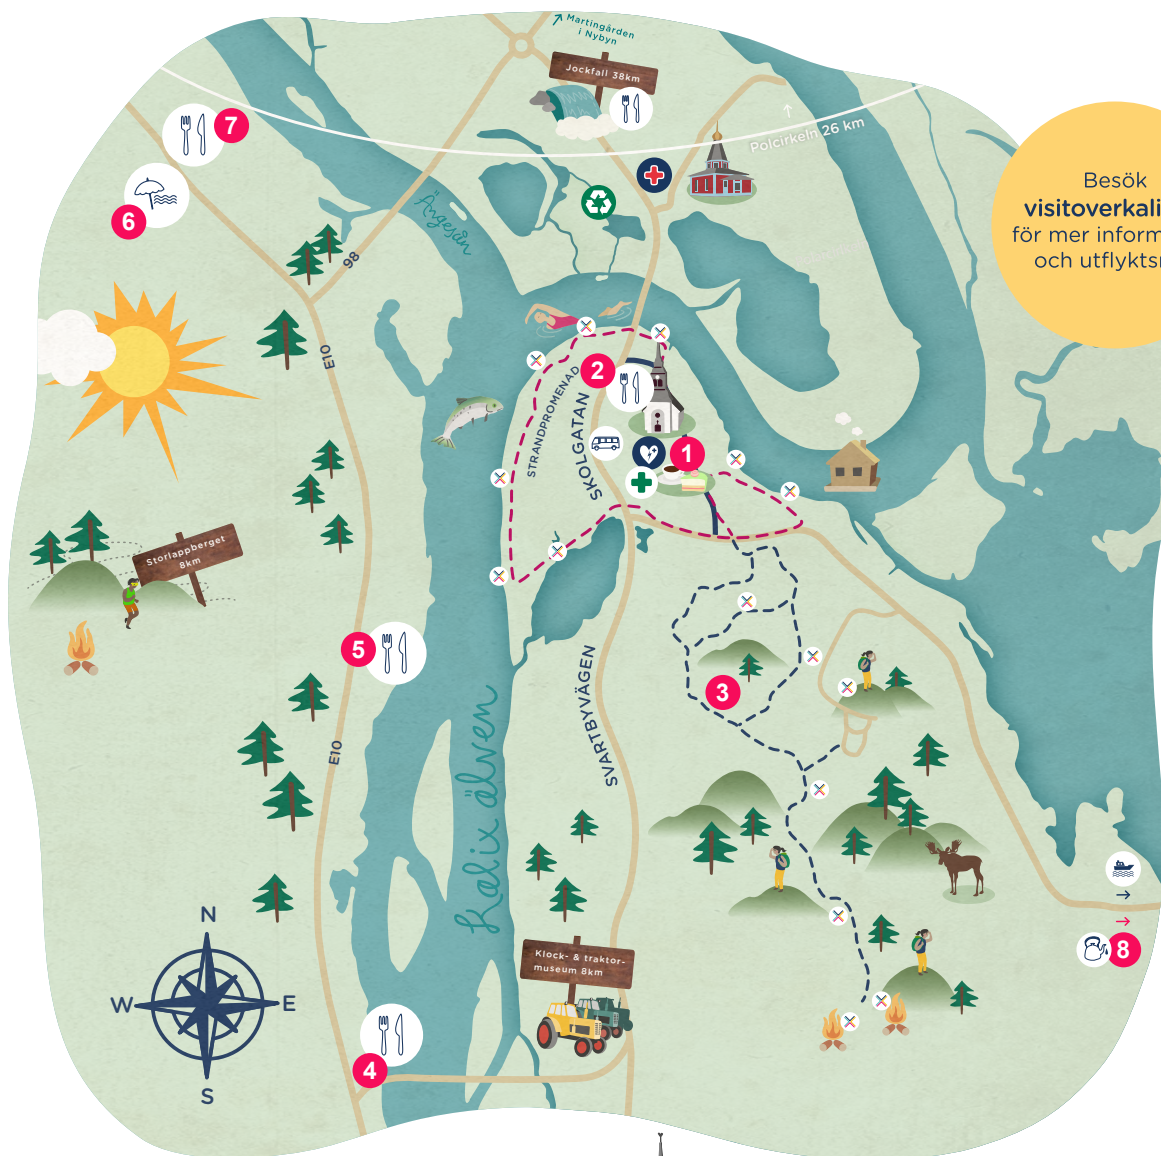 Martingården
i Nybyn
Jockfall 38km
Polcirkeln 26 km
7
6
Ängesån
98
E10
Besök
visitoverkali
för mer inform
och utflyktsm
2
STRANDPROMENAD
SKOLGATAN
1
Storlappberget
8km
5
3
SVARTBYVÄGEN
E10
Kalix älven
N
W
E
S
Klock- & traktor-
museum 8km
8
4